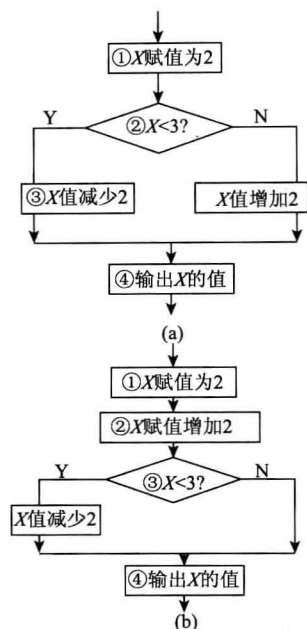 ①X赋值为2
Y
②X<3?
N
③X值减少2
X值增加2
④输出X的值
(a)
①X赋值为2
②X赋值增加2
Y
③X<3?
N
X值减少2
④输出X的值
(b)